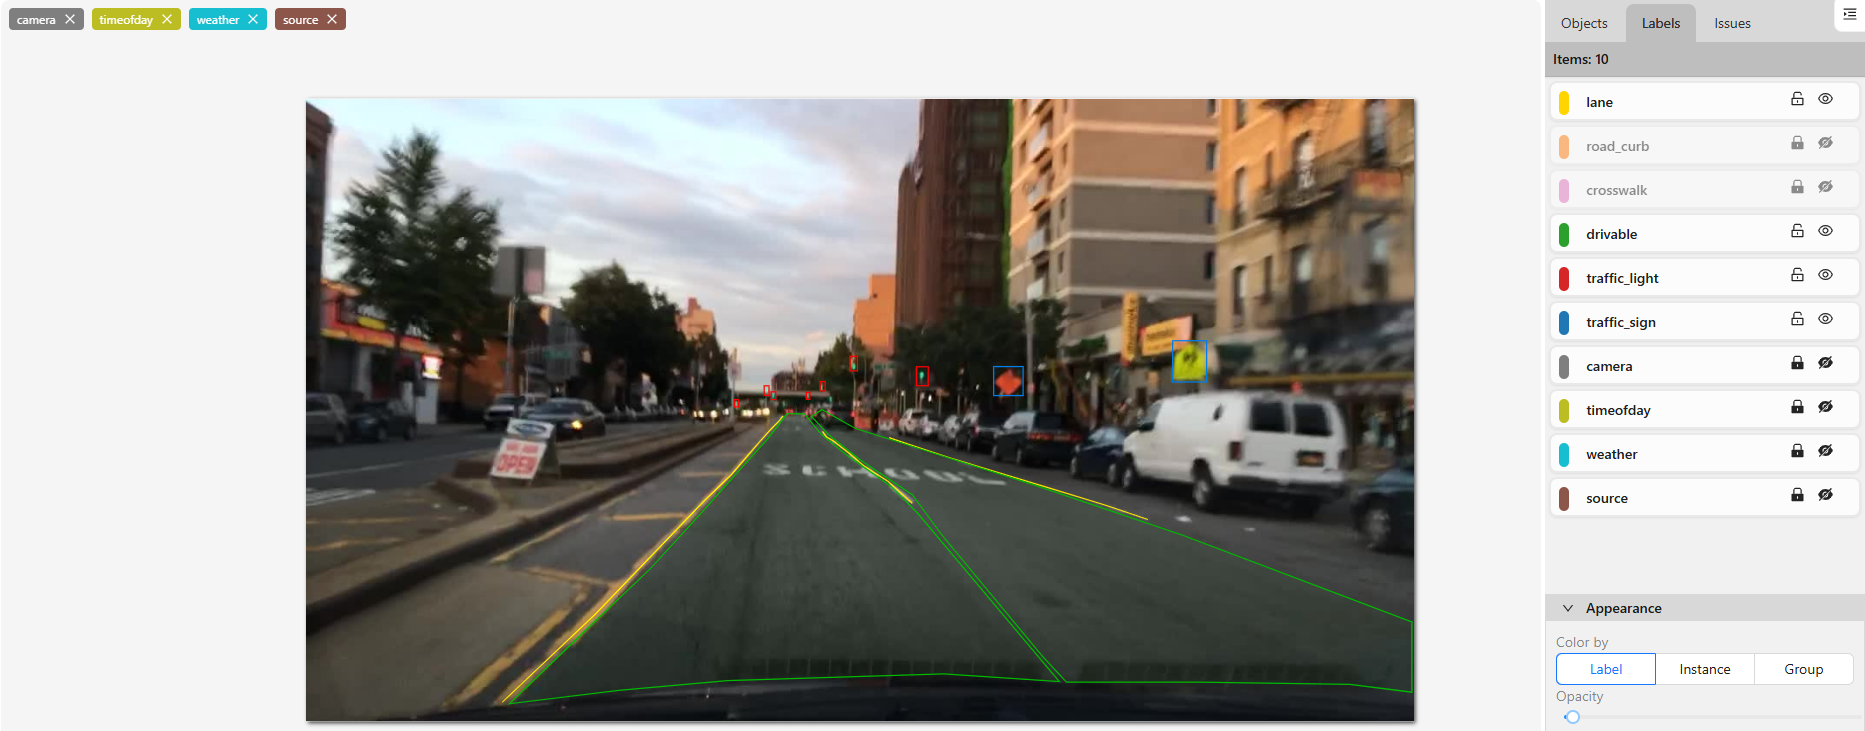 camera
timeofday
weather
source
Objects
Labels
Issues
Items: 10
lane
road_curb
crosswalk
drivable
traffic_light
traffic_sign
camera
timeofday
weather
source
Appearance
Color by
Label
Instance
Group
Opacity
OPEN
SCHOOL